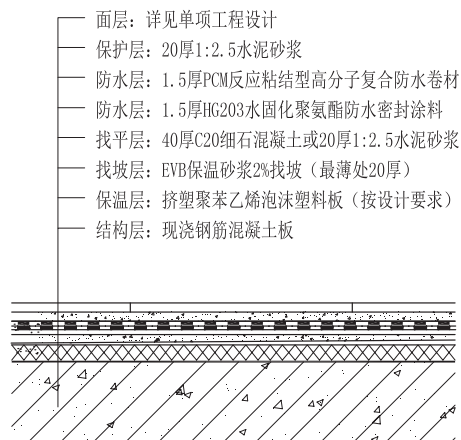 面层：详见单项工程设计
保护层：20厚1:2.5水泥砂浆
防水层：1.5厚PCM反应粘结型高分子复合防水卷材
防水层：1.5厚HG203水固化聚氨酯防水密封涂料
找平层：40厚C20细石混凝土或20厚1:2.5水泥砂浆
找坡层：EVB保温砂浆2%找坡（最薄处20厚）
保温层：挤塑聚苯乙烯泡沫塑料板（按设计要求）
结构层：现浇钢筋混凝土板